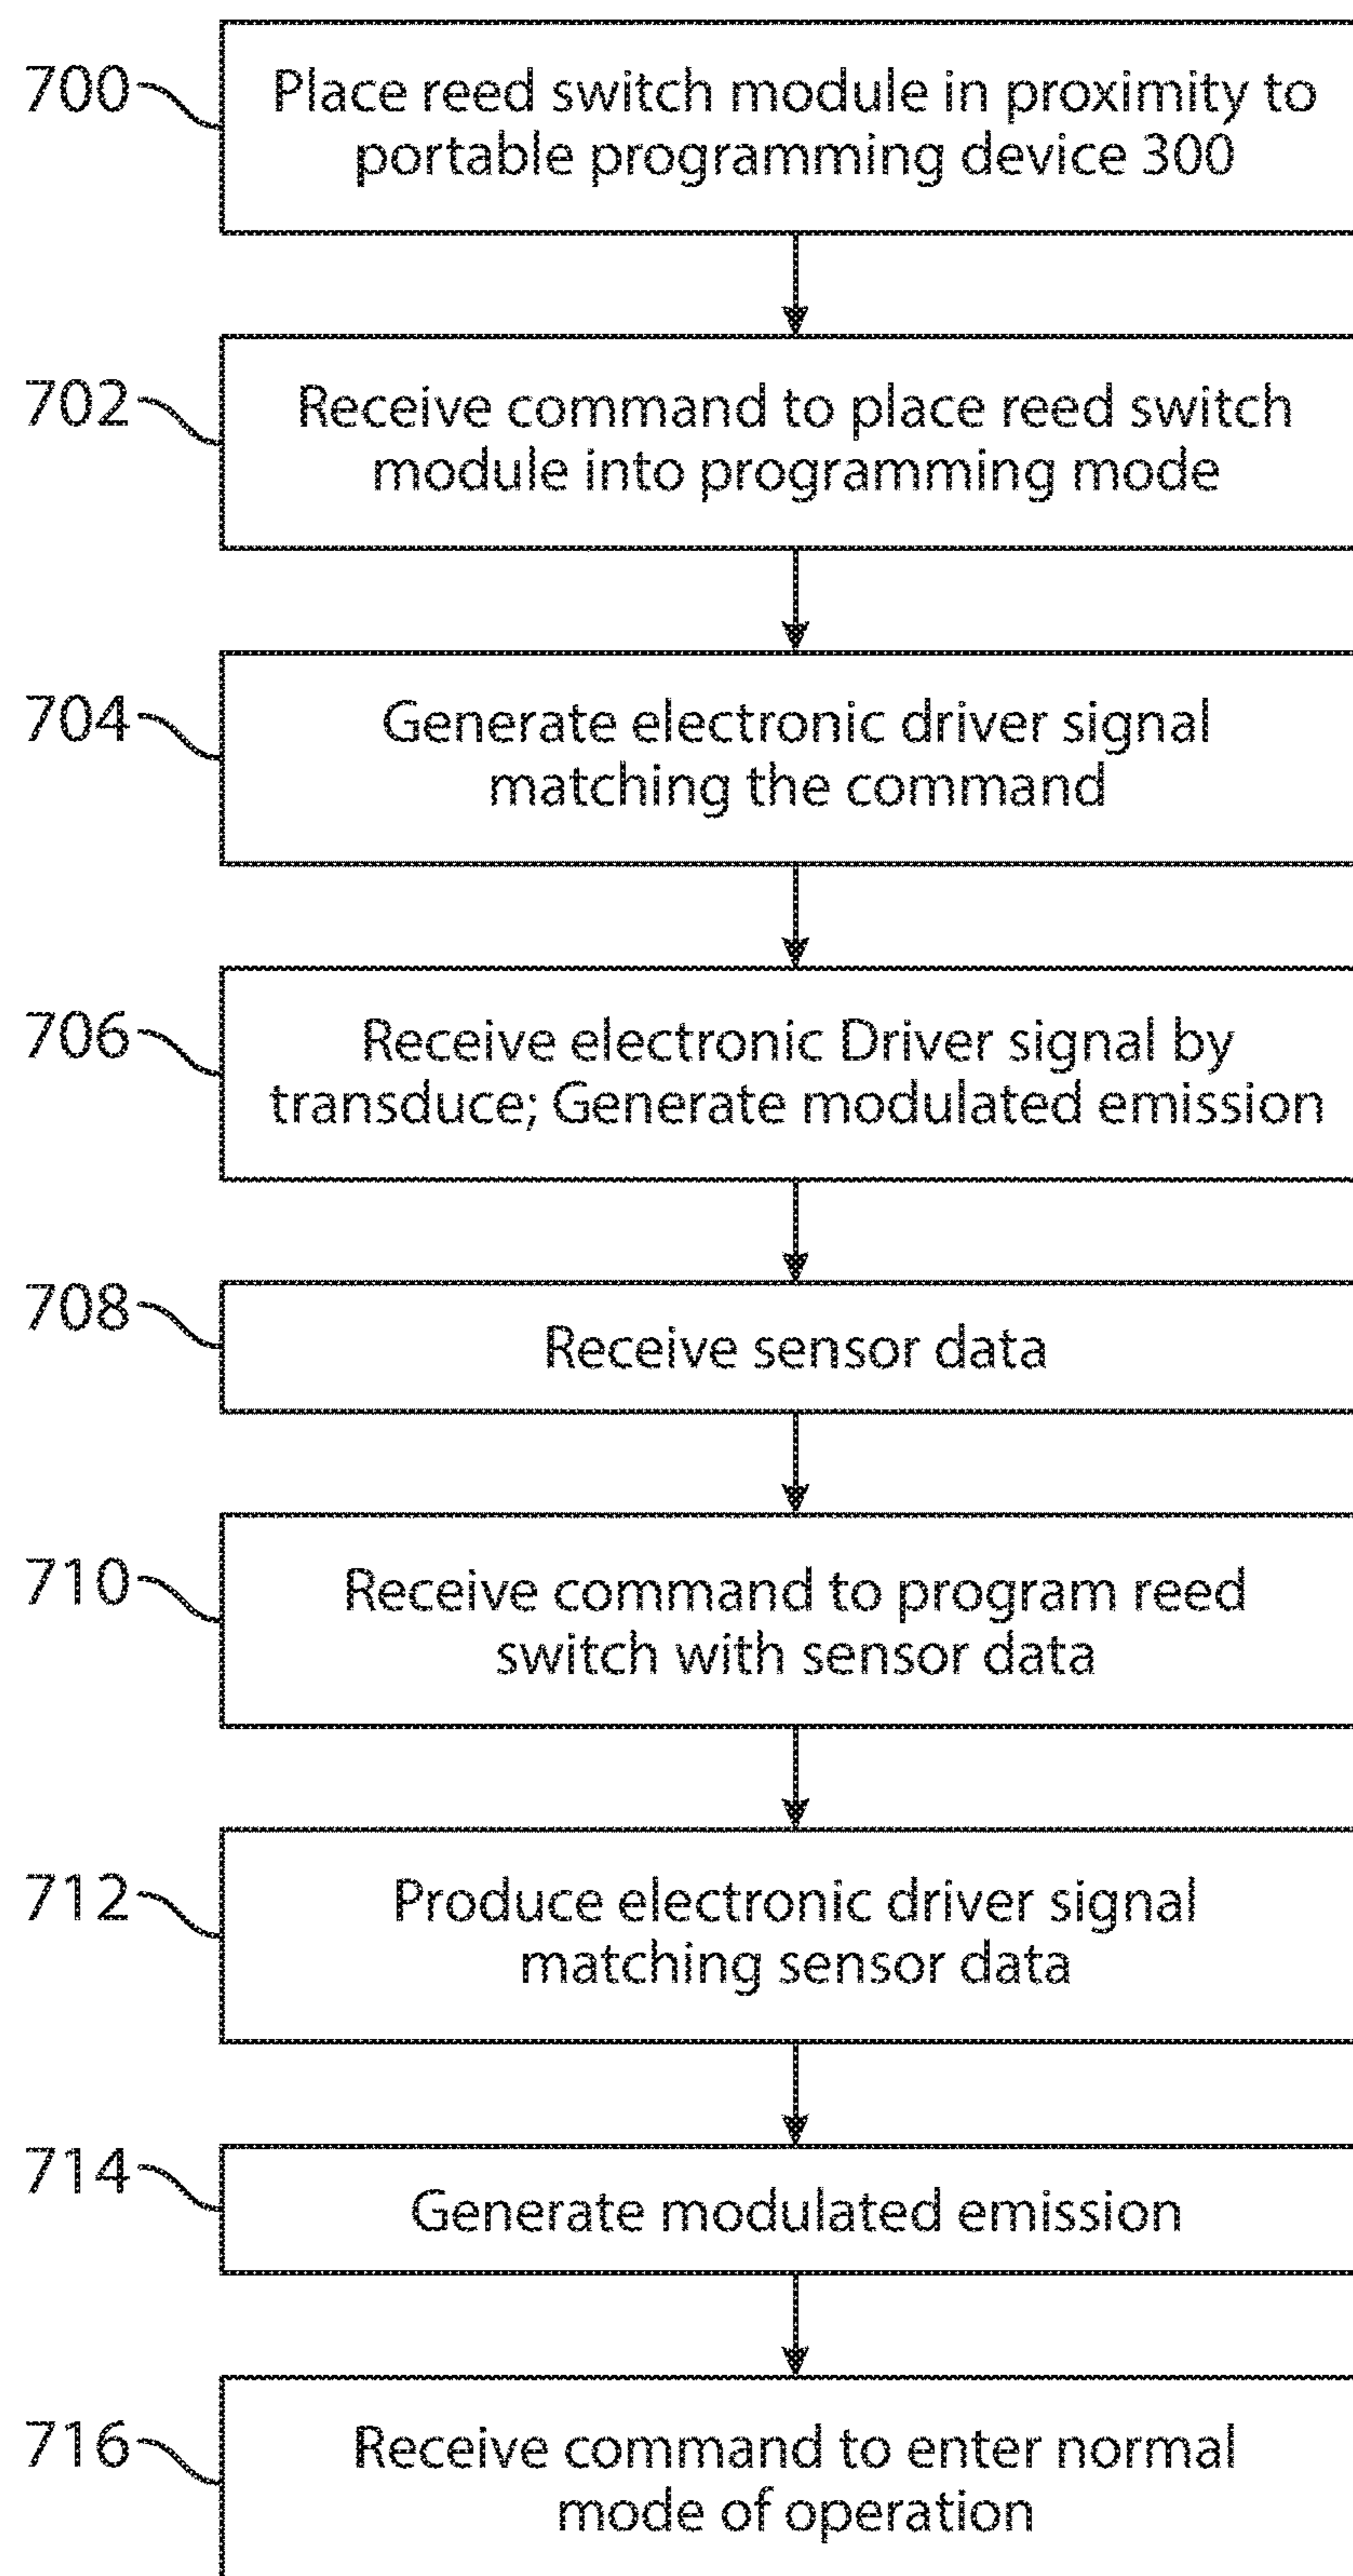 700
Place reed switch module in proximity to
portable programming device 300
702
Receive command to place reed switch
module into programming mode
704
Generate electronic driver signal
matching the command
706
Receive electronic Driver signal by
transduce; Generate modulated emission
708
Receive sensor data
710
Receive command to program reed
switch with sensor data
712
Produce electronic driver signal
matching sensor data
714
Generate modulated emission
716
Receive command to enter normal
mode of operation